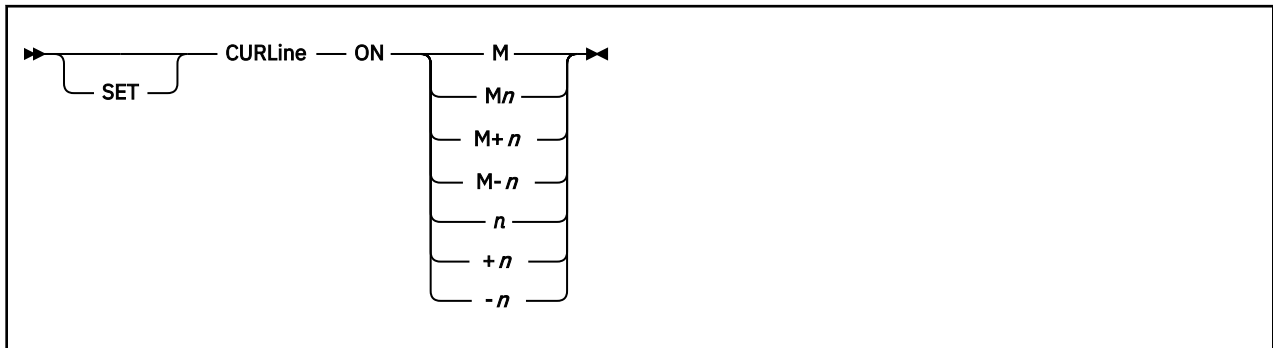 CURLine ON M
SET
Mn
M+ n
M- n
n
+ n
- n